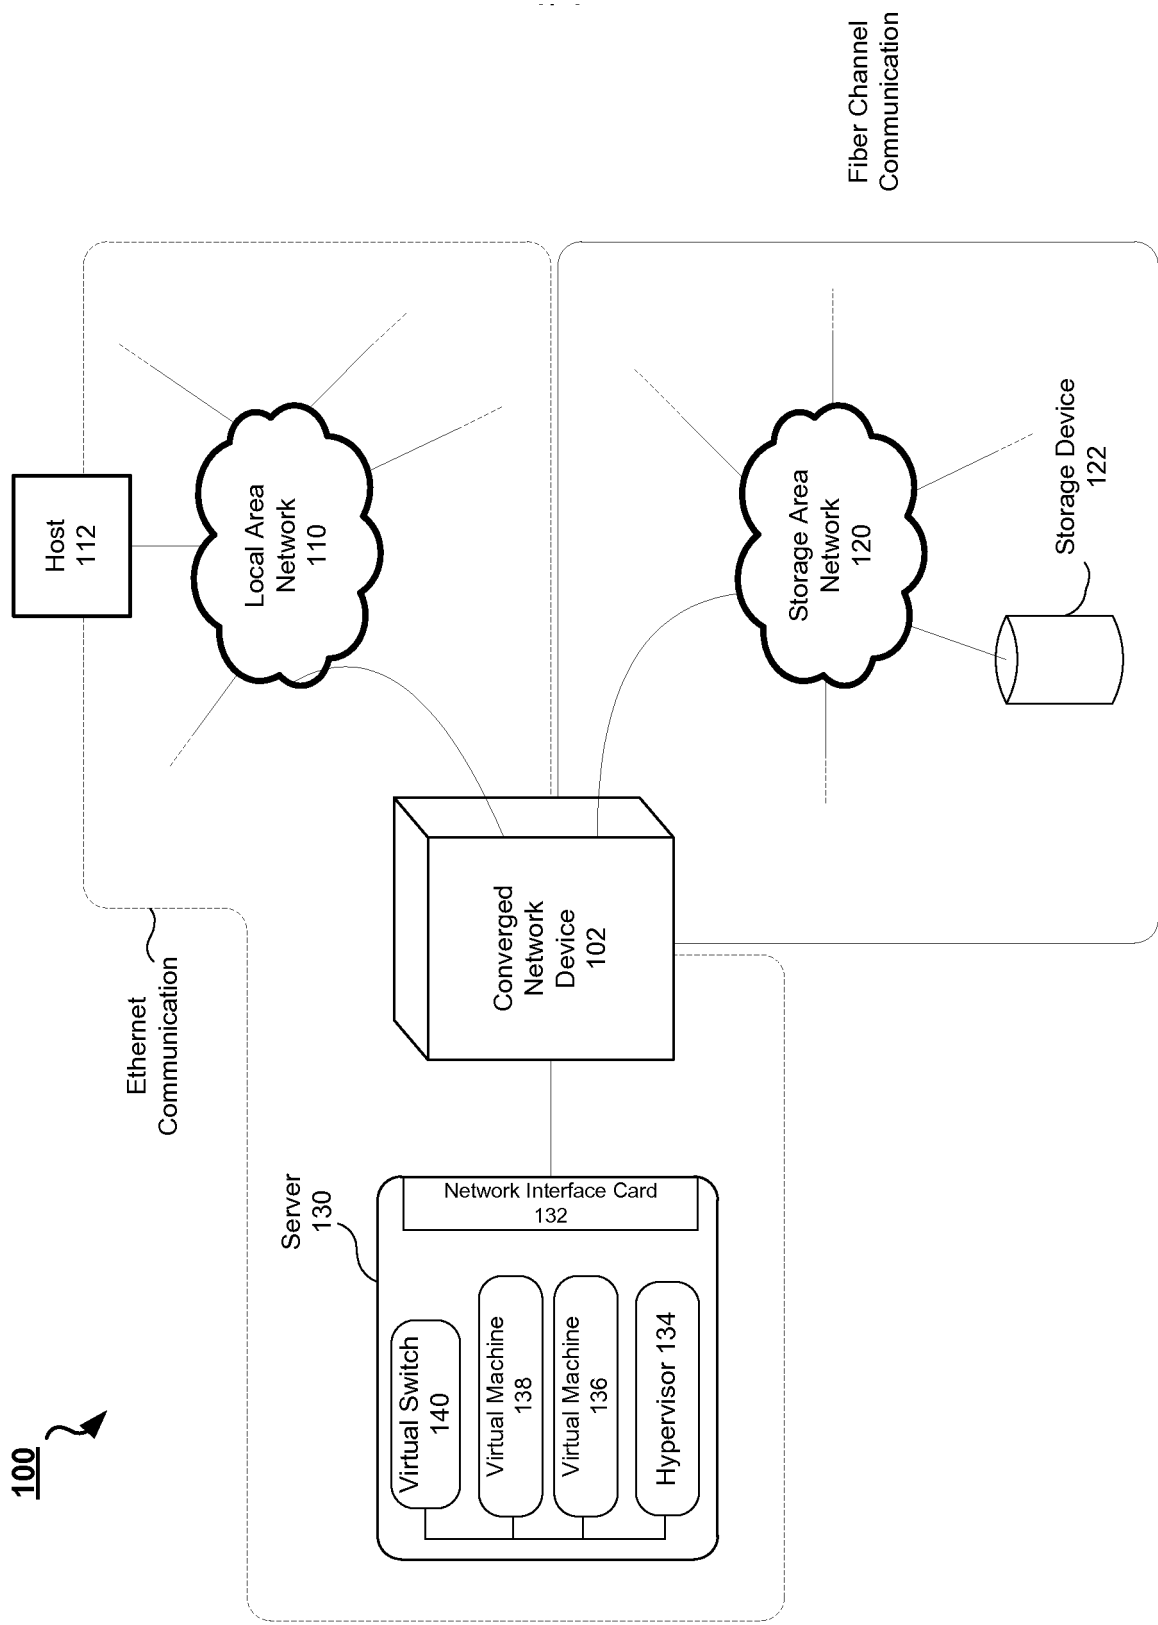 100
Server
130
Virtual Switch
140
Virtual Machine
138
Virtual Machine
136
Hypervisor 134
Network Interface Card
132
Ethernet
Communication
Converged
Network
Device
102
Host
112
Local Area
Network
110
Storage Area
Network
120
Storage Device
122
Fiber Channel
Communication